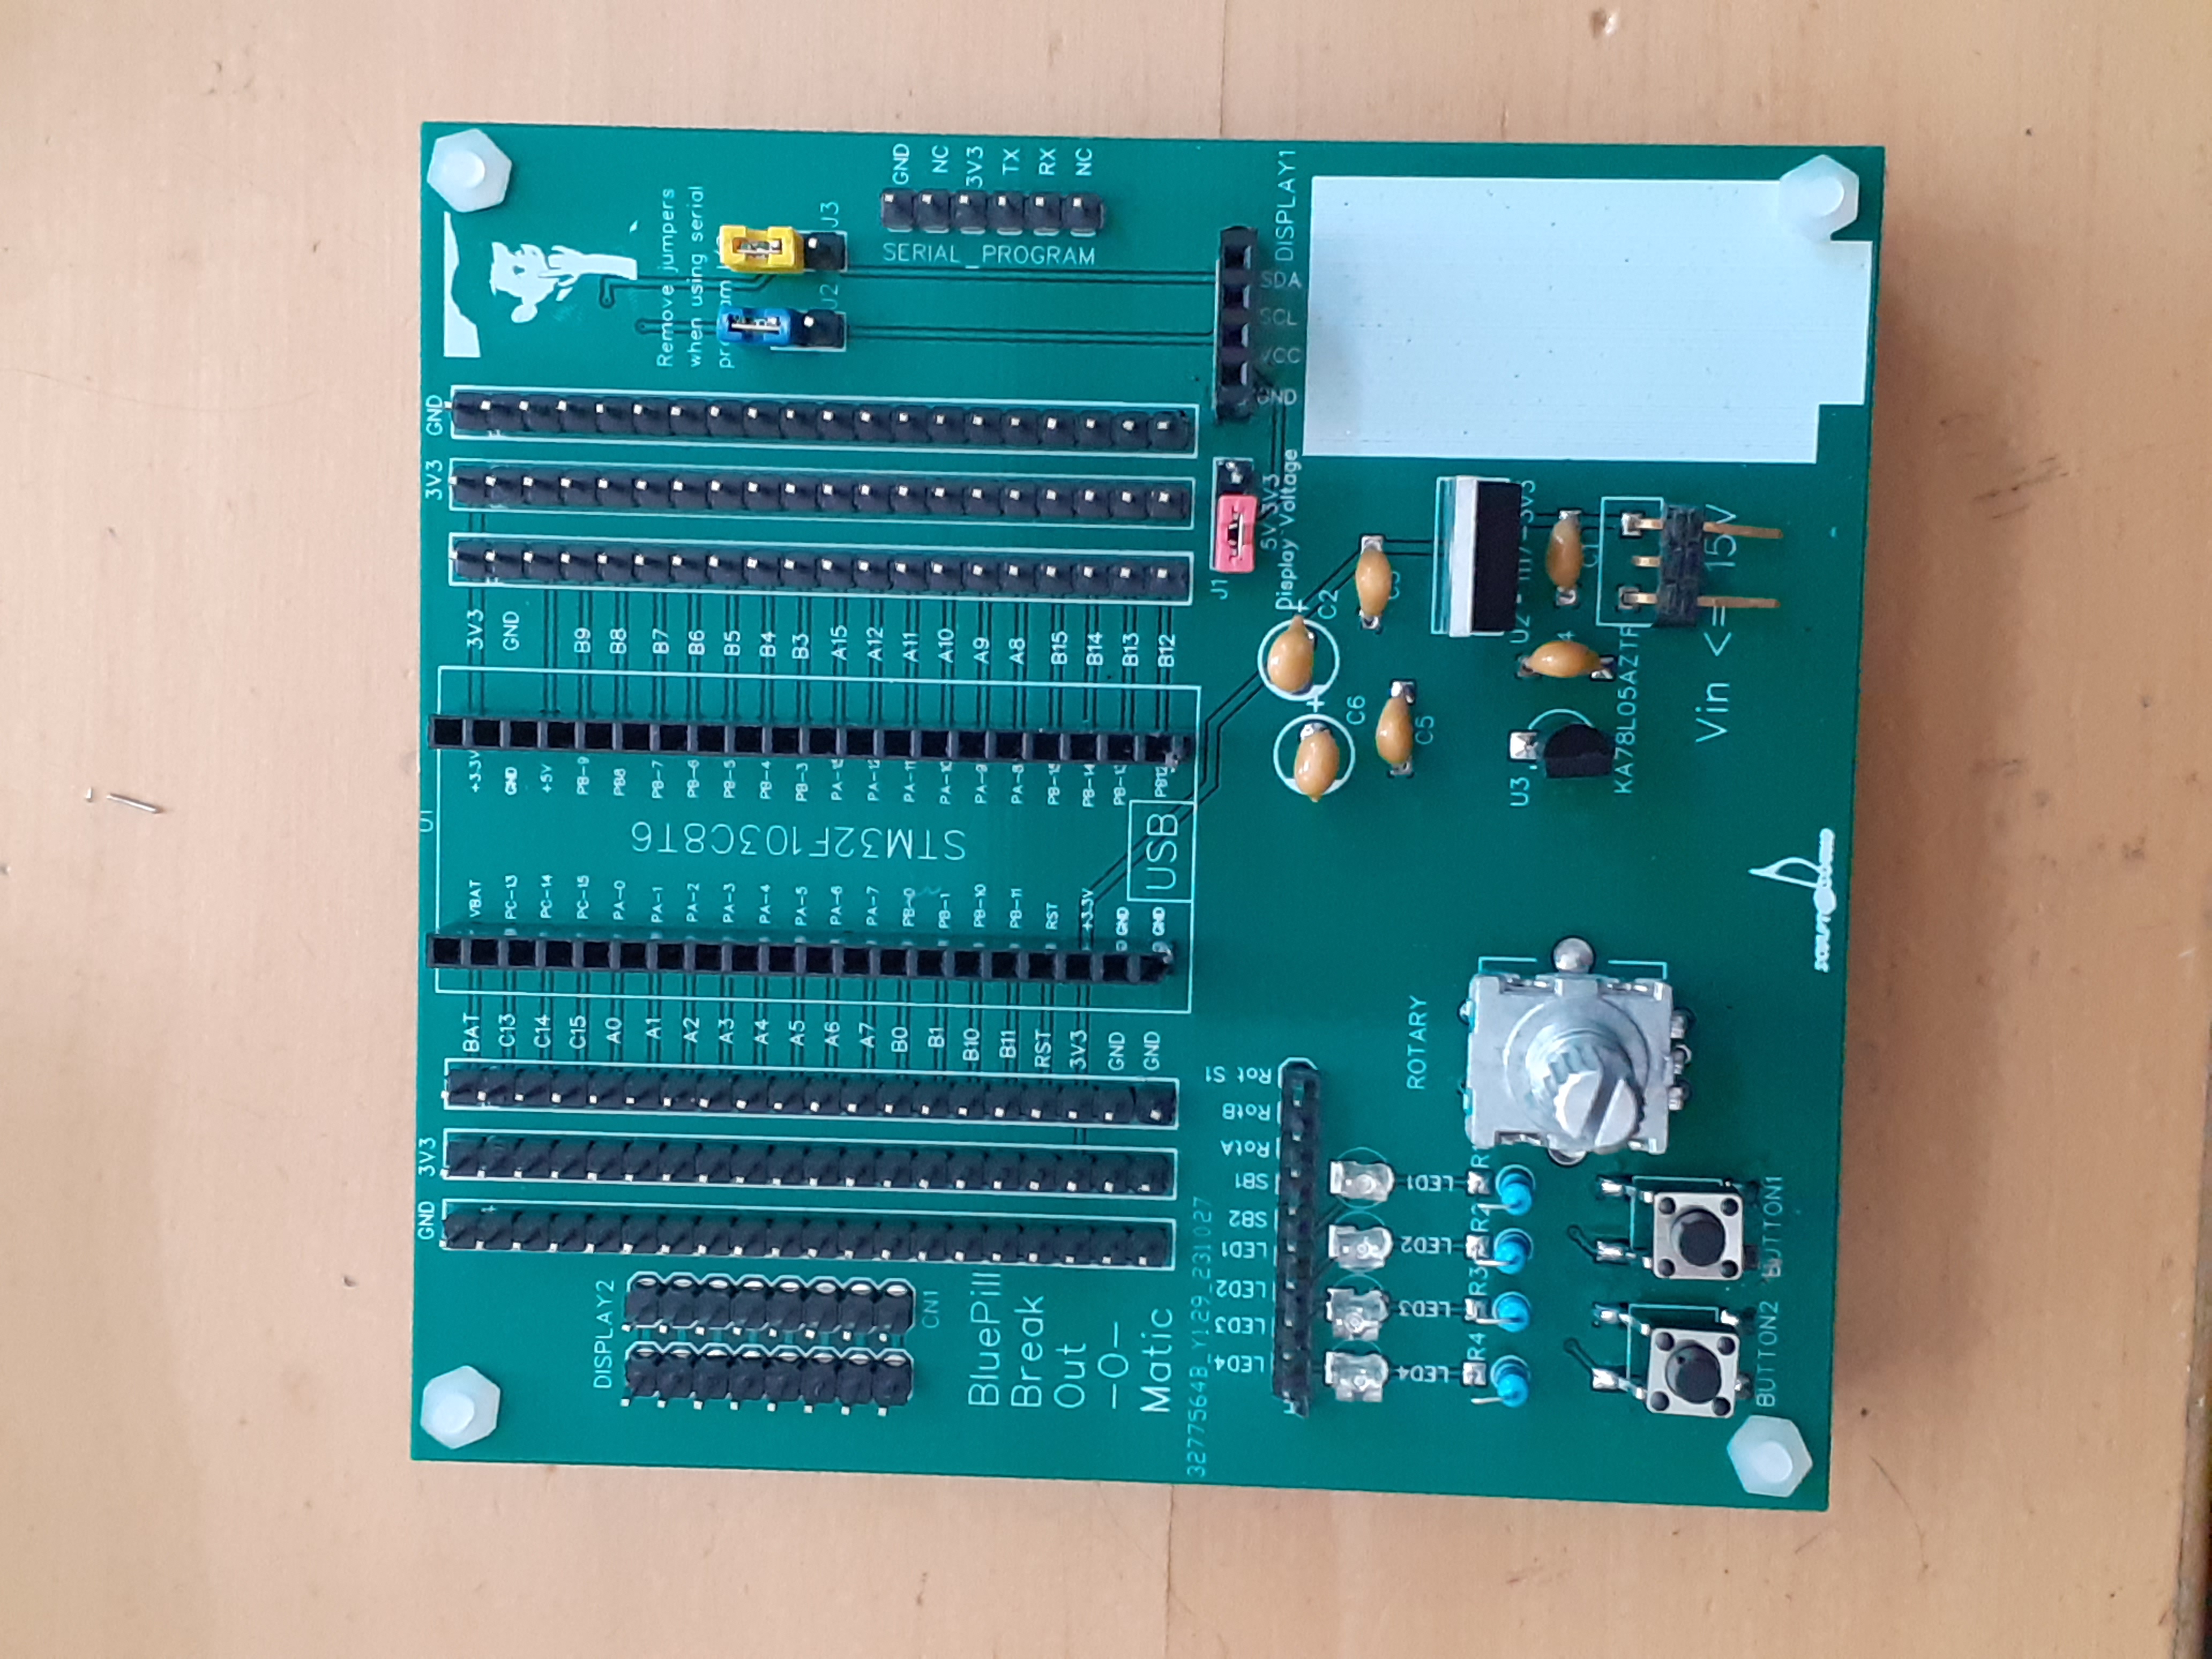 GND 3V3
U1
3V3 GND
BAT
C13
C14
C15
A0
A1
A2
A3
A4
A5
A6
A7
B0
B1
B10
B11
RST
3V3
GND
GND
VBAT
PC-13
PC-14
PC-15
PA-0
PA-1
PA-2
PA-3
PA-4
PA-5
PA-6
PA-7
PB-0
PB-1
PB-10
PB-11
RST
+3.3V
GND
GND
STM32F103C8T6
USB
+3.3V
GND
+5V
PB-9
PB8
PB-7
PB-6
PB-5
PB-4
PB-3
PA-12
PA-11
PA-10
PA-9
PA-8
PB-15
PB-14
PB-13
PB12
3V3
GND
B9
B8
B7
B6
B5
B4
B3
A15
A12
A11
A10
A9
A8
B15
B14
B13
B12
DISPLAY2
CN1
BluePill
Break
Out
-O-
Matic
3277564B_Y129_231027
Remove jumpers
when using serial
J2 J3
SERIAL_PROGRAM
GND
NC
3V3
TX
RX
NC
J1
5V 3V3
Display Voltage
GND VCC SCL SDA
DISPLAY1
LED4 LED3 LED2 LED1 SB2 SB1 RotA RotB Rot S1
LED4 LED3 LED2 LED1
R4 R3 R2 R1
ROTARY
BUTTON2 BUTTON1
+ C6
+ C2
C5
C3
U3
U2 - 1117-3V3
C1
KA78L05AZTF
Vin <= 15V
SCULPT SOUND